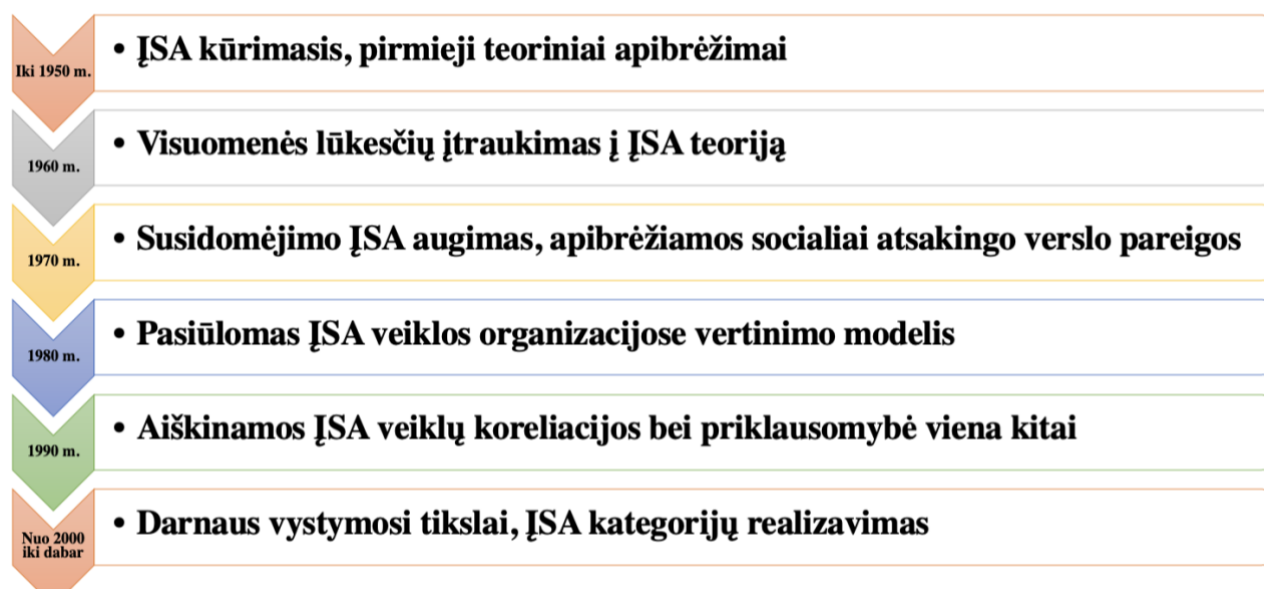 Iki 1950 m.
• ĮSA kūrimasis, pirmieji teoriniai apibrėžimai
1960 m.
• Visuomenės lūkesčių įtraukimas į ĮSA teoriją
1970 m.
• Susidomėjimo ĮSA augimas, apibrėžiamos socialiai atsakingo verslo pareigos
1980 m.
• Pasiūlomas ĮSA veiklos organizacijose vertinimo modelis
1990 m.
• Aiškinamos ĮSA veiklų koreliacijos bei priklausomybė viena kitai
Nuo 2000
iki dabar
• Darnaus vystymosi tikslai, ĮSA kategorijų realizavimas